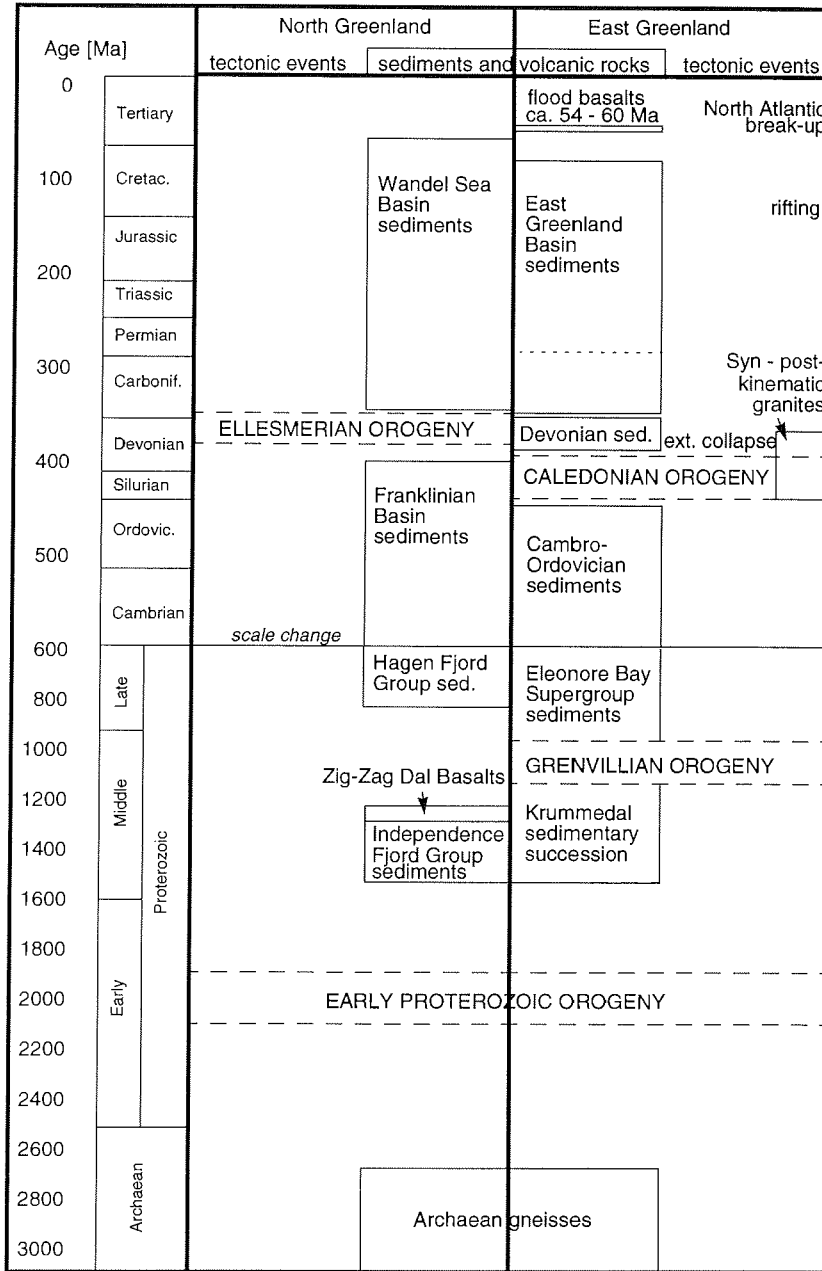 North Greenland
East Greenland
Age [Ma]
tectonic events
sediments and volcanic rocks
tectonic events
0
Tertiary
flood basalts
ca. 54 - 60 Ma
North Atlantic
break-up
100
Cretac.
Wandel Sea
Basin
sediments
East
Greenland
Basin
sediments
rifting
Jurassic
200
Triassic
Permian
300
Carbonif.
Syn - post-
kinematic
granites
ELLESMERIAN OROGENY
Devonian sed.
ext. collapse
Devonian
400
CALEDONIAN OROGENY
Silurian
Franklinian
Basin
sediments
Ordovic.
500
Cambro-
Ordovician
sediments
Cambrian
scale change
600
Hagen Fjord
Group sed.
Eleonore Bay
Supergroup
sediments
Late
800
1000
GRENVILLIAN OROGENY
Zig-Zag Dal Basalts
1200
Middle
Krummedal
sedimentary
succession
Independence
Fjord Group
sediments
1400
Proterozoic
1600
1800
Early
2000
EARLY PROTEROZOIC OROGENY
2200
2400
2600
Archaean
2800
Archaean gneisses
3000